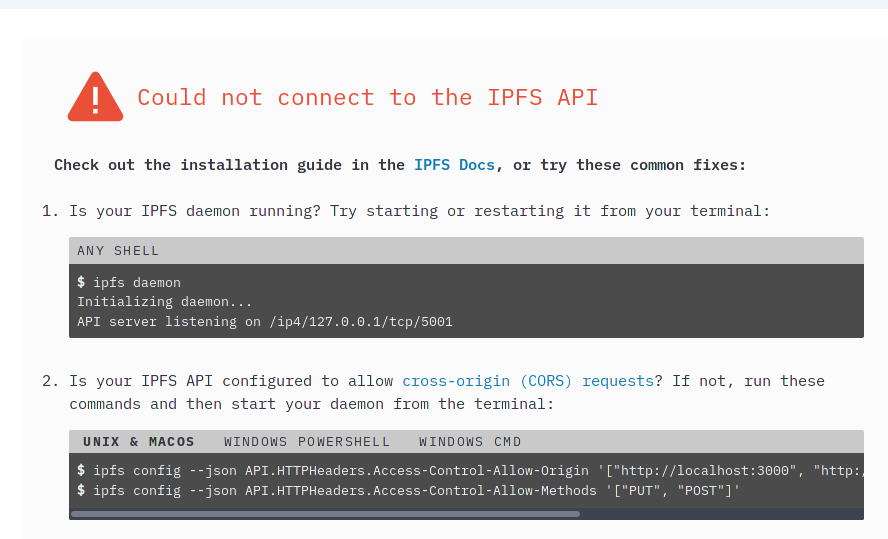 Could not connect to the IPFS API
Check out the installation guide in the IPFS Docs, or try these common fixes:
1. Is your IPFS daemon running? Try starting or restarting it from your terminal:
ANY SHELL
$ ipfs daemon
Initializing daemon...
API server listening on /ip4/127.0.0.1/tcp/5001
2. Is your IPFS API configured to allow cross-origin (CORS) requests? If not, run these
commands and then start your daemon from the terminal:
UNIX & MACOS WINDOWS POWERSHELL WINDOWS CMD
$ ipfs config --json API.HTTPHeaders.Access-Control-Allow-Origin '["http://localhost:3000", "http:/
$ ipfs config --json API.HTTPHeaders.Access-Control-Allow-Methods '["PUT", "POST"]'